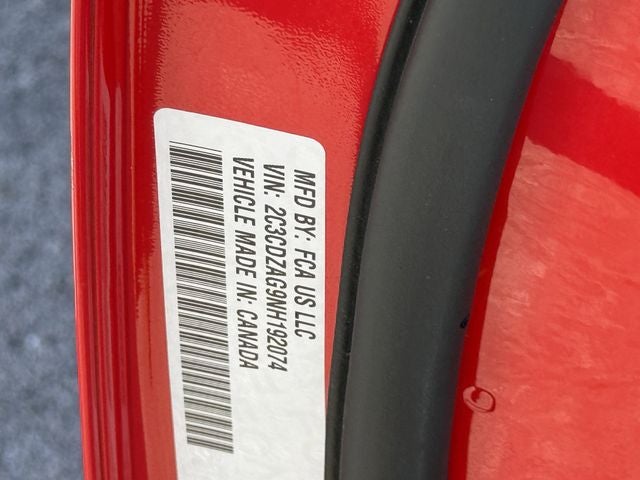 MFD BY: FCA US LLC
VIN: 2C3CDZAG9NH192074
VEHICLE MADE IN: CANADA